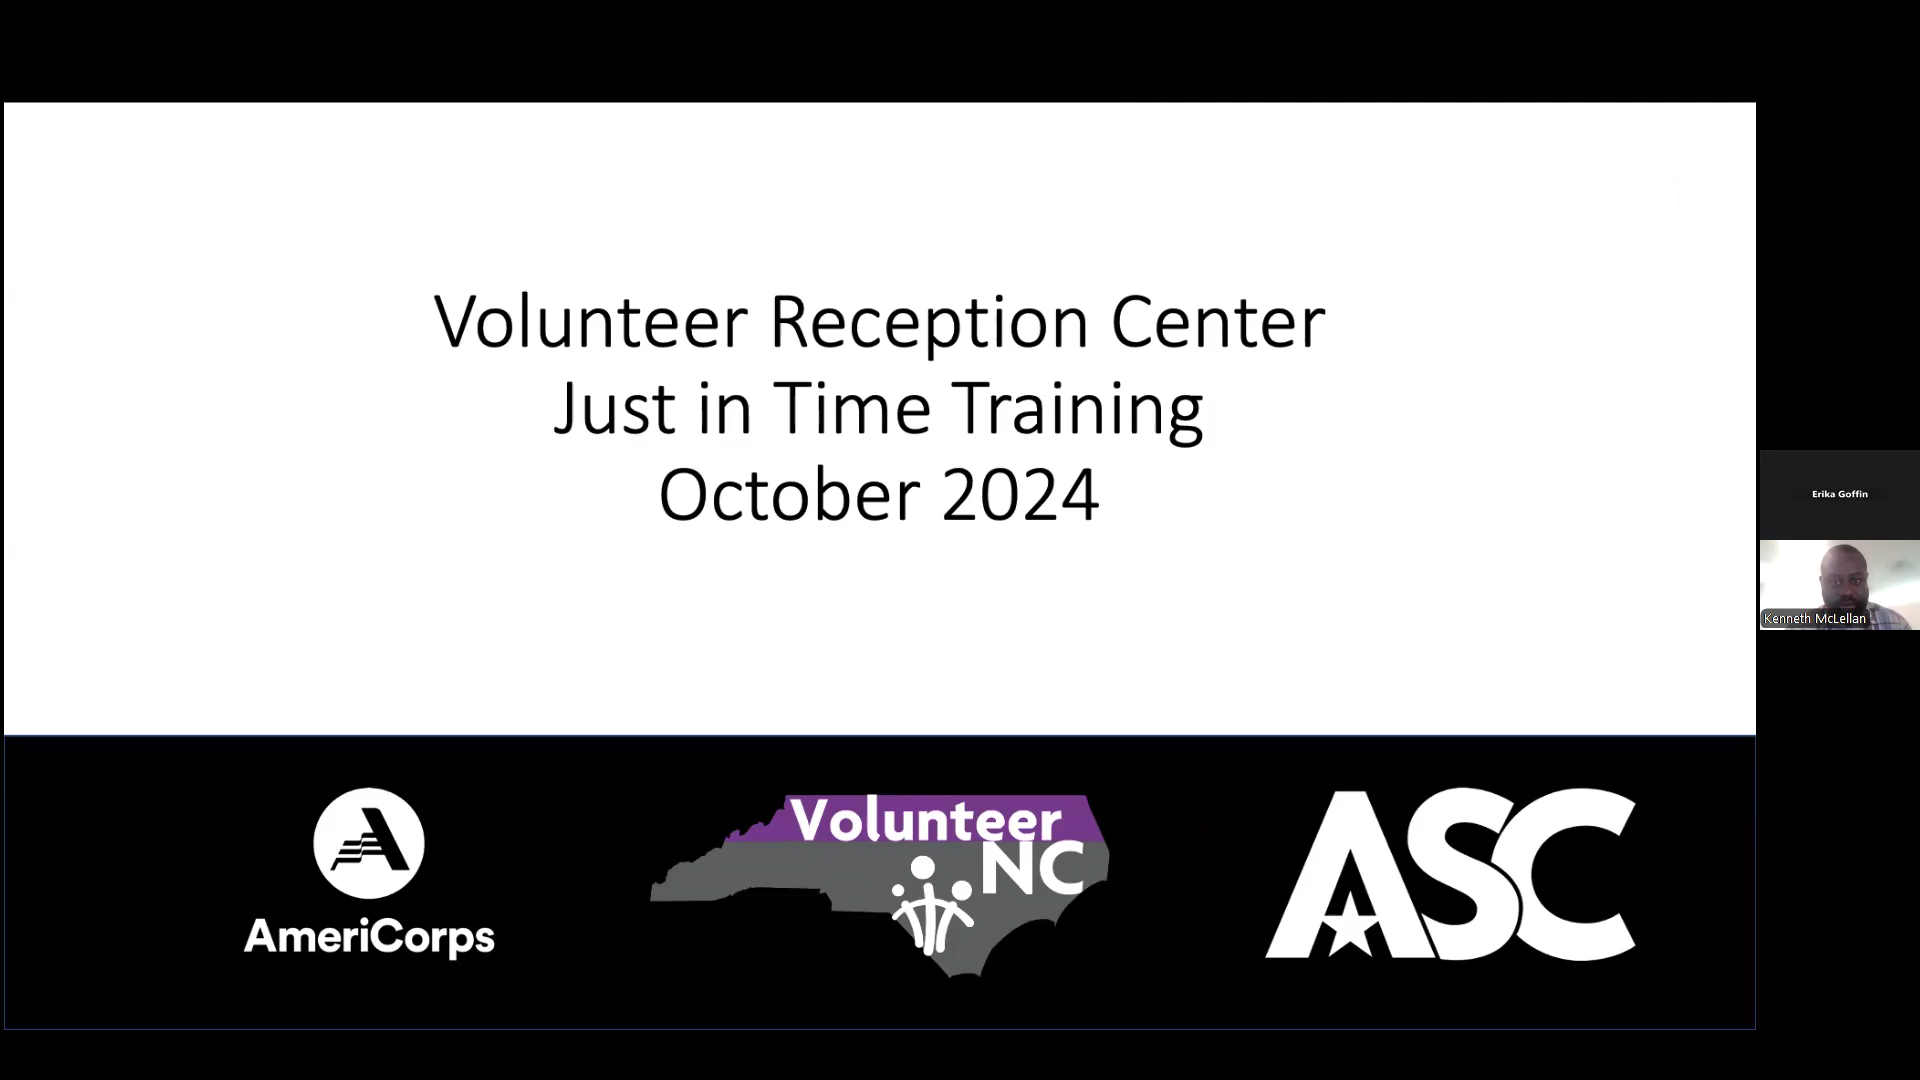 Volunteer Reception Center
Just in Time Training
October 2024
Erika Goffin
Kenneth McLellan
AmeriCorps
Volunteer
NC
ASC